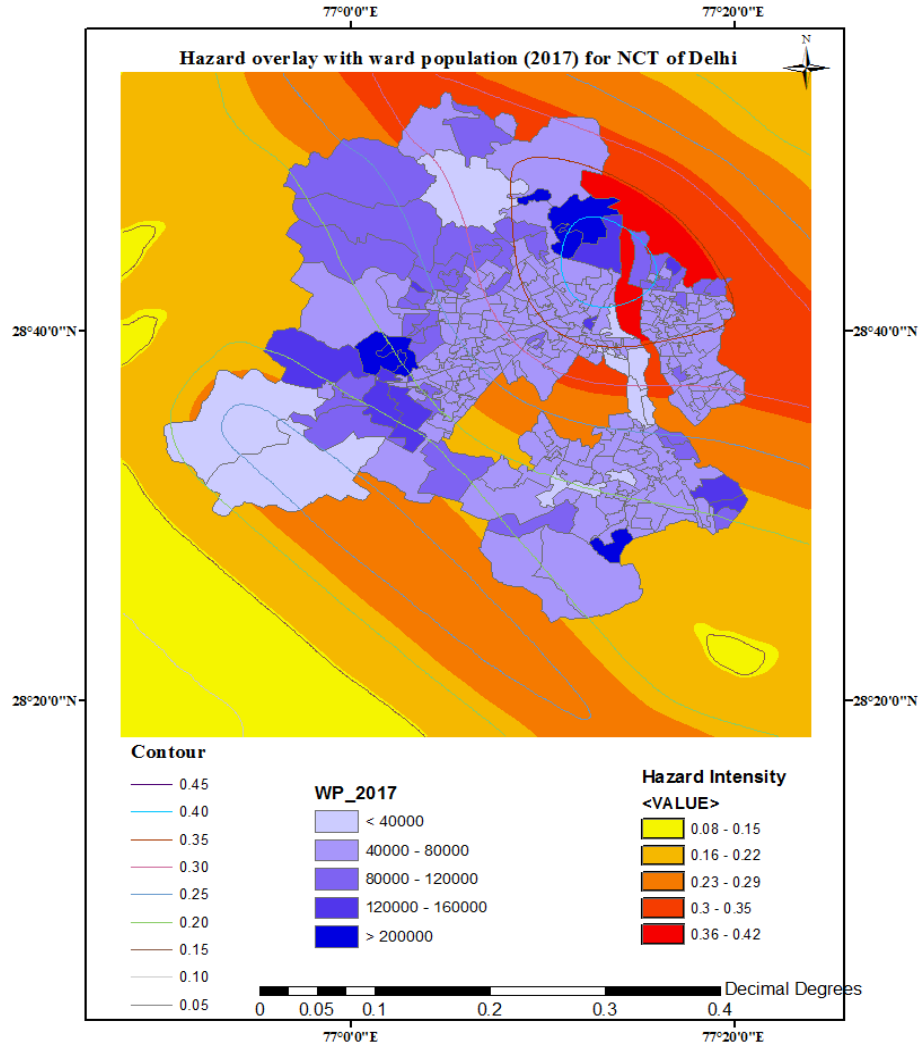 77°0'0"E 77°20'0"E
N
Hazard overlay with ward population (2017) for NCT of Delhi
28°40'0"N 28°40'0"N
28°20'0"N 28°20'0"N
Contour
0.45
0.40
0.35
0.30
0.25
0.20
0.15
0.10
0.05
WP_2017
< 40000
40000 - 80000
80000 - 120000
120000 - 160000
> 200000
Hazard Intensity
<VALUE>
0.08 - 0.15
0.16 - 0.22
0.23 - 0.29
0.3 - 0.35
0.36 - 0.42
Decimal Degrees
0 0.05 0.1 0.2 0.3 0.4
77°0'0"E 77°20'0"E